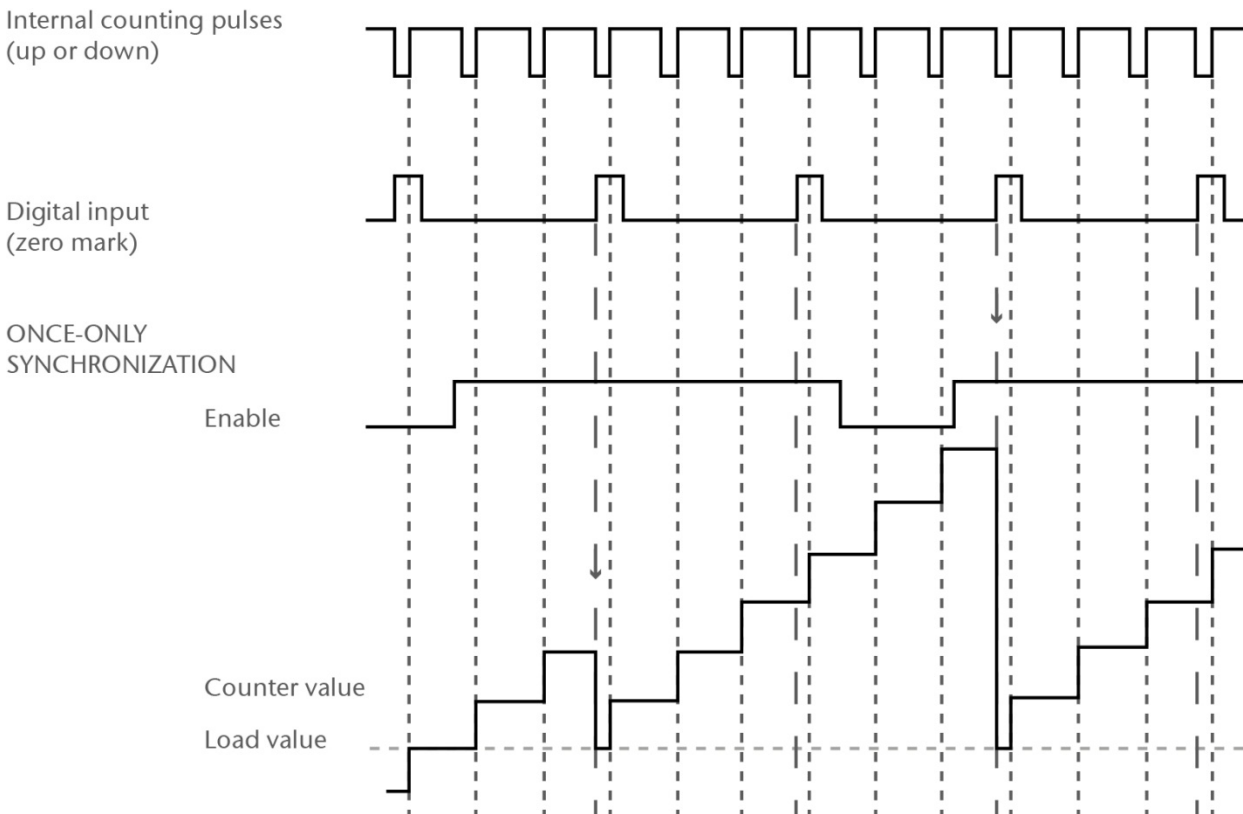 Internal counting pulses
(up or down)
Digital input
(zero mark)
ONCE-ONLY
SYNCHRONIZATION
Enable
Counter value
Load value